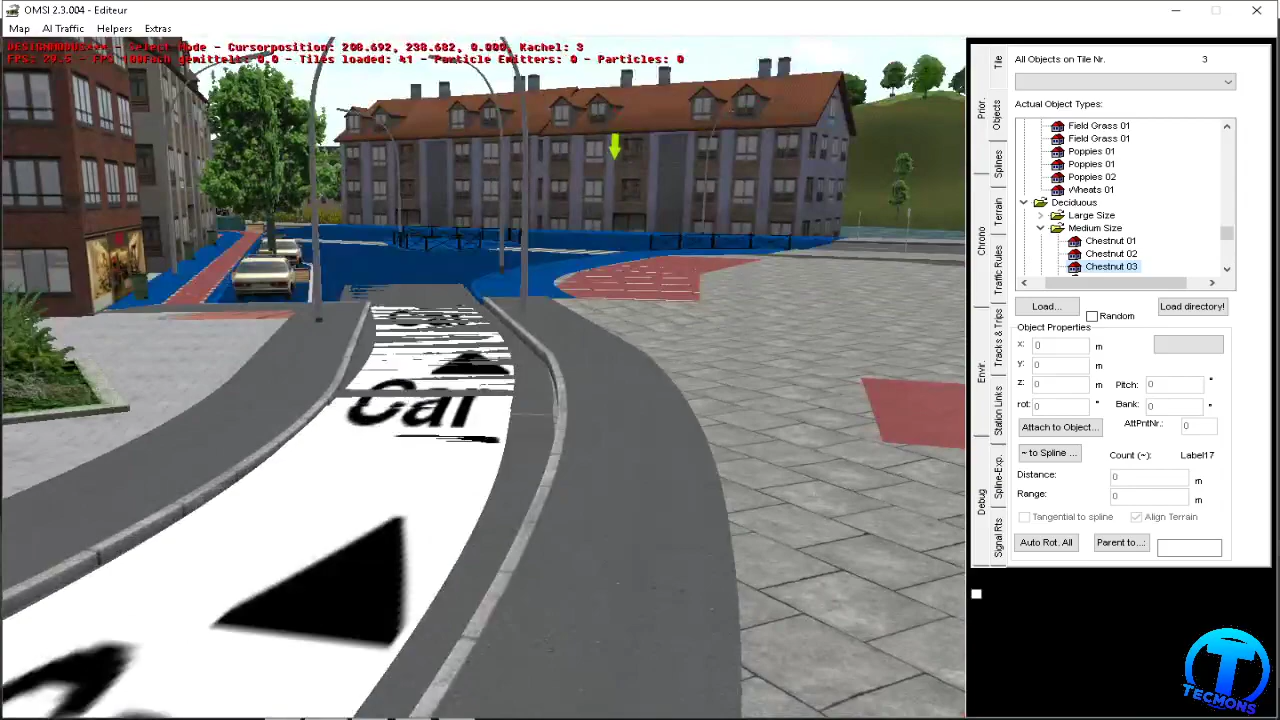 OMSI 2.3.004 - Editeur
Map AI Traffic Helpers Extras
- Select Mode - Cursorposition: 208.692, 238.682, 0.000, Kachel: 3
FPS: 29.5 - FPS 100fach gemittelt: 0.0 - Tiles loaded: 41 - Particle Emitters: 0 - Particles: 0
Car
Car
Tile
Prior.
Objects
Splines
Terrain
Chrono
Traffic Rules
Tracks & Trips
Envir.
Station Links
Spline-Exp.
Debug
Signal Rts
All Objects on Tile Nr. 3
Actual Object Types:
Field Grass 01
Field Grass 01
Poppies 01
Poppies 01
Poppies 02
Wheats 01
Deciduous
Large Size
Medium Size
Chestnut 01
Chestnut 02
Chestnut 03
Load... Load directory!
Random
Object Properties
x: 0 m
Y: 0 m
z: 0 m Pitch: 0 °
rot: 0 ° Bank: 0 °
Attach to Object... AttPntNr.: 0
~ to Spline ... Count (~): Label17
Distance: 0 m
Range: 0 m
Tangential to spline Align Terrain
Auto Rot. All Parent to...:
T
TECMONS